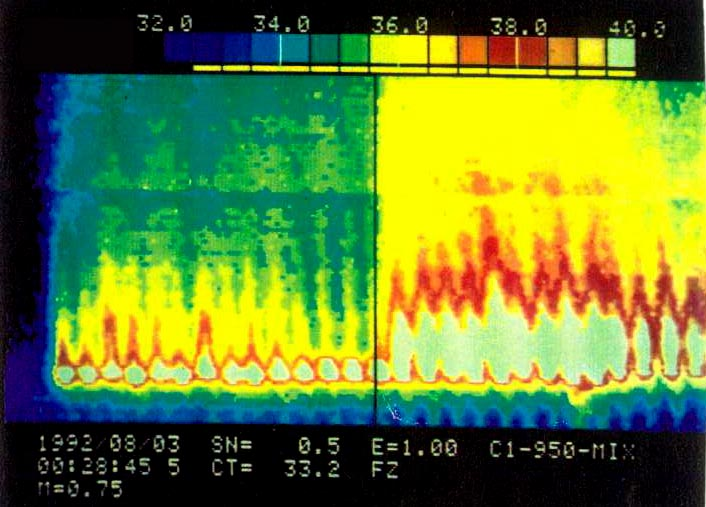 32.0 34.0 36.0 38.0 40.0
1992/08/03 SN= 0.5 E=1.00 C1-950-MIX
00:28:45 5 CT= 33.2 FZ
M=0.75